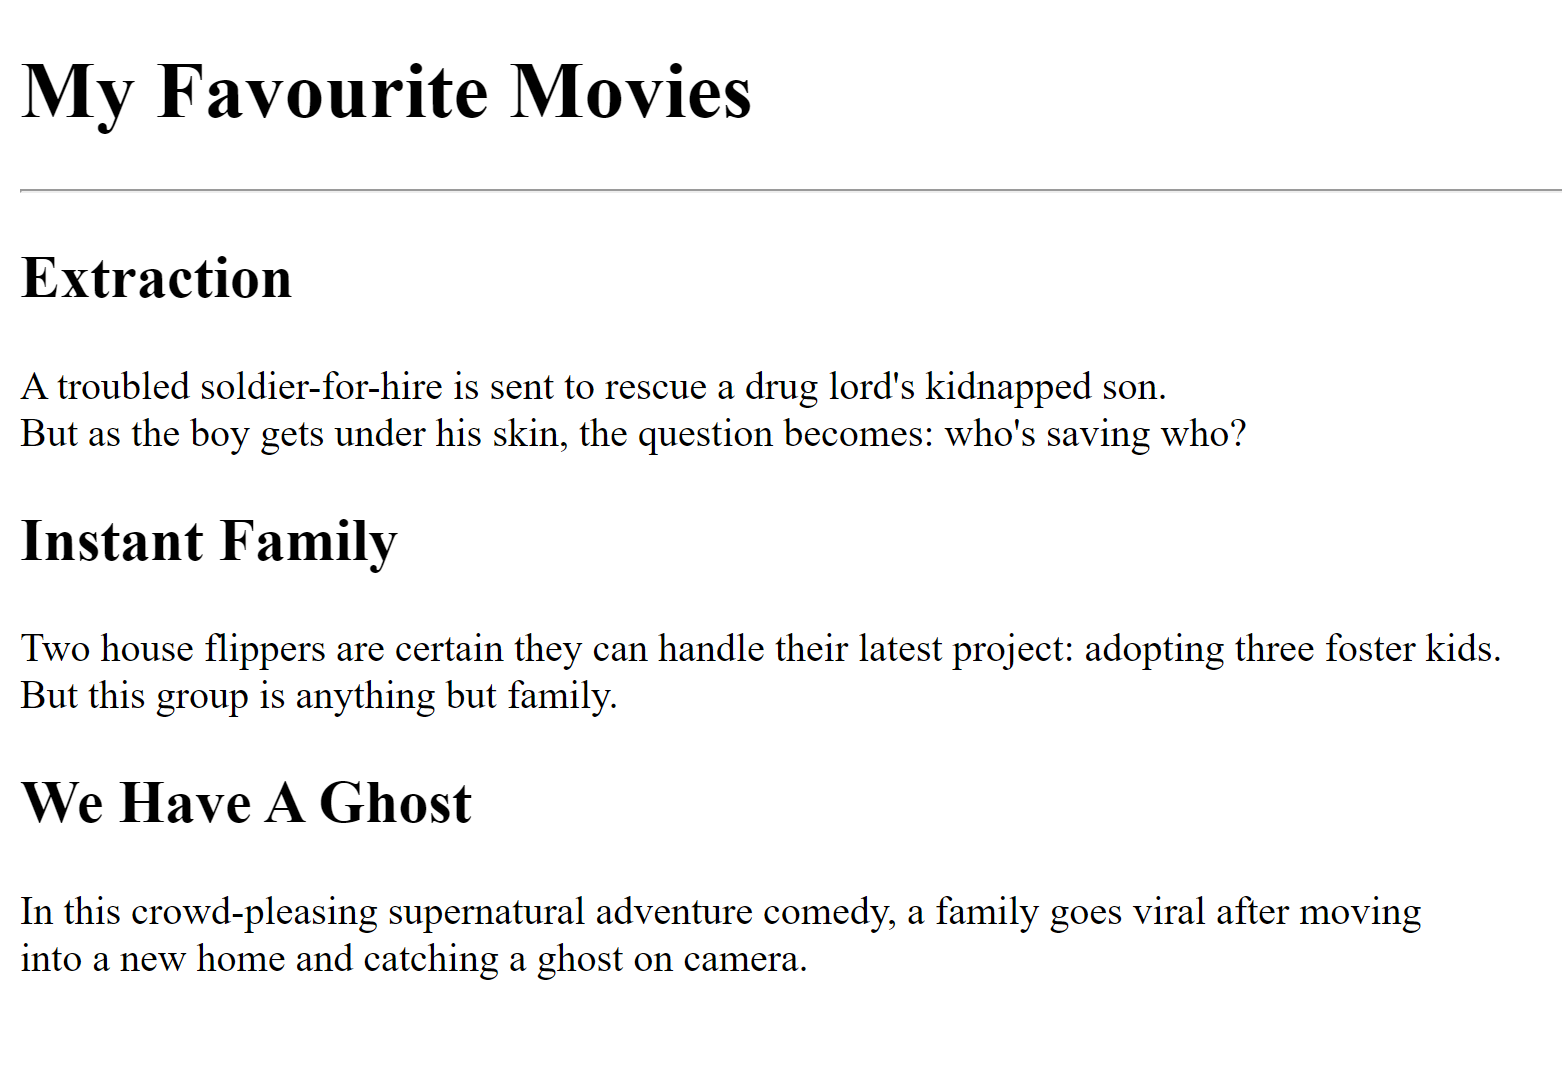 My Favourite Movies
Extraction
A troubled soldier-for-hire is sent to rescue a drug lord's kidnapped son.
But as the boy gets under his skin, the question becomes: who's saving who?
Instant Family
Two house flippers are certain they can handle their latest project: adopting three foster kids.
But this group is anything but family.
We Have A Ghost
In this crowd-pleasing supernatural adventure comedy, a family goes viral after moving
into a new home and catching a ghost on camera.